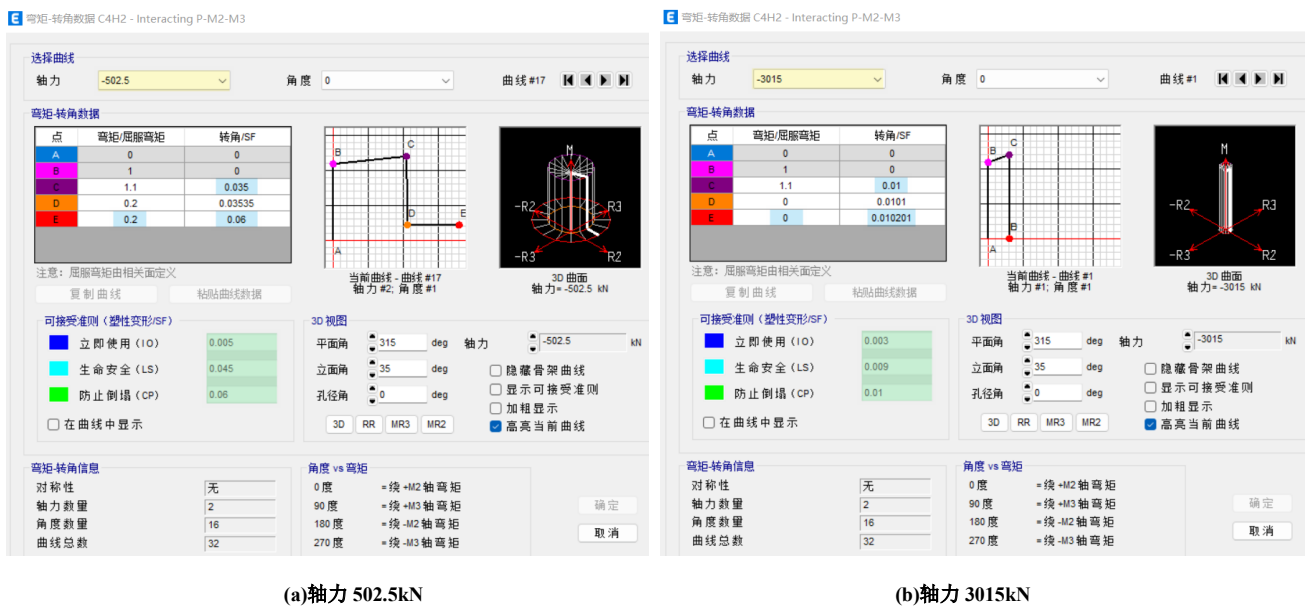 弯矩-转角数据 C4H2 - Interacting P-M2-M3
选择曲线
轴力 -502.5 角度 0 曲线 #17
弯矩-转角数据
点 弯矩/屈服弯矩 转角/SF
A 0 0
B 1 0
C 1.1 0.035
D 0.2 0.03535
E 0.2 0.06
注意: 屈服弯矩由相关面定义
复制曲线 粘贴曲线数据
B C D E A
当前曲线 - 曲线 #17
轴力 #2; 角度 #1
M -R2 R3 -R3 R2
3D 曲面
轴力= -502.5 kN
可接受准则 (塑性变形/SF)
立即使用 (IO) 0.005
生命安全 (LS) 0.045
防止倒塌 (CP) 0.06
在曲线中显示
3D 视图
平面角 315 deg 轴力 -502.5 kN
立面角 35 deg 隐藏骨架曲线
显示可接受准则
孔径角 0 deg 加粗显示
3D RR MR3 MR2 高亮当前曲线
弯矩-转角信息
对称性 无
轴力数量 2
角度数量 16
曲线总数 32
角度 vs 弯矩
0 度 = 绕 +M2 轴弯矩
90 度 = 绕 +M3 轴弯矩
180 度 = 绕 -M2 轴弯矩
270 度 = 绕 -M3 轴弯矩
确定
取消
(a)轴力 502.5kN
弯矩-转角数据 C4H2 - Interacting P-M2-M3
选择曲线
轴力 -3015 角度 0 曲线 #1
弯矩-转角数据
点 弯矩/屈服弯矩 转角/SF
A 0 0
B 1 0
C 1.1 0.01
D 0 0.0101
E 0 0.010201
注意: 屈服弯矩由相关面定义
复制曲线 粘贴曲线数据
B C A
当前曲线 - 曲线 #1
轴力 #1; 角度 #1
M -R2 R3 -R3 R2
3D 曲面
轴力= -3015 kN
可接受准则 (塑性变形/SF)
立即使用 (IO) 0.003
生命安全 (LS) 0.009
防止倒塌 (CP) 0.01
在曲线中显示
3D 视图
平面角 315 deg 轴力 -3015 kN
立面角 35 deg 隐藏骨架曲线
显示可接受准则
孔径角 0 deg 加粗显示
3D RR MR3 MR2 高亮当前曲线
弯矩-转角信息
对称性 无
轴力数量 2
角度数量 16
曲线总数 32
角度 vs 弯矩
0 度 = 绕 +M2 轴弯矩
90 度 = 绕 +M3 轴弯矩
180 度 = 绕 -M2 轴弯矩
270 度 = 绕 -M3 轴弯矩
确定
取消
(b)轴力 3015kN